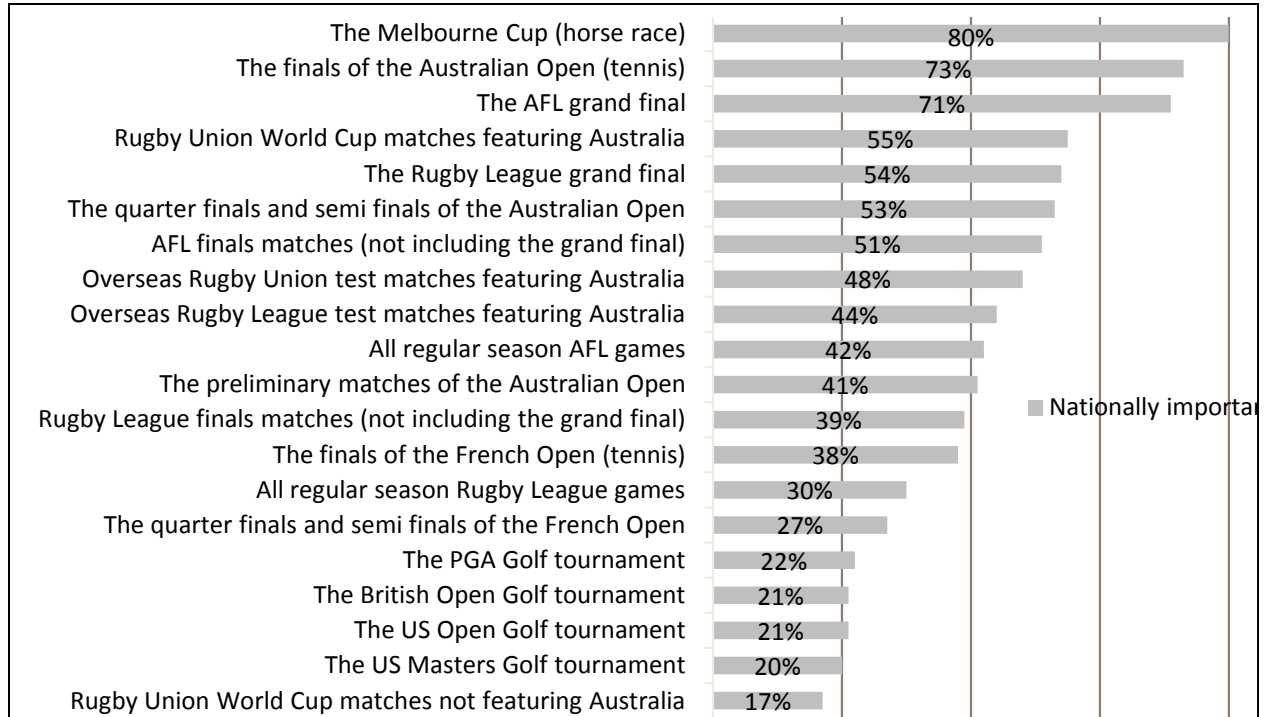 The Melbourne Cup (horse race) 80%
The finals of the Australian Open (tennis) 73%
The AFL grand final 71%
Rugby Union World Cup matches featuring Australia 55%
The Rugby League grand final 54%
The quarter finals and semi finals of the Australian Open 53%
AFL finals matches (not including the grand final) 51%
Overseas Rugby Union test matches featuring Australia 48%
Overseas Rugby League test matches featuring Australia 44%
All regular season AFL games 42%
The preliminary matches of the Australian Open 41%
Nationally importan
Rugby League finals matches (not including the grand final) 39%
The finals of the French Open (tennis) 38%
All regular season Rugby League games 30%
The quarter finals and semi finals of the French Open 27%
The PGA Golf tournament 22%
The British Open Golf tournament 21%
The US Open Golf tournament 21%
The US Masters Golf tournament 20%
Rugby Union World Cup matches not featuring Australia 17%